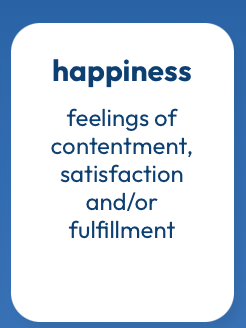 happiness
feelings of
contentment,
satisfaction
and/or
fulfillment